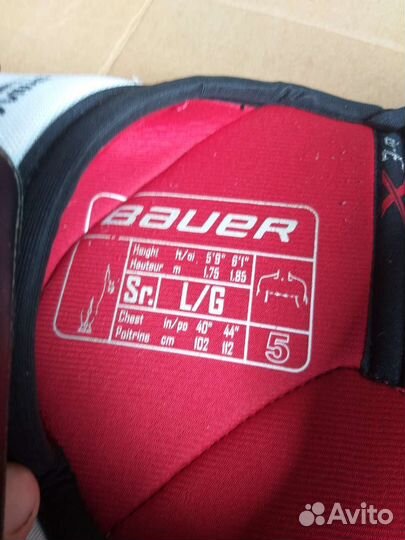 BAUER
Height ft/oi 5'9" 6'1"
Hauteur m 1.75 1.85
Sr. L/G
Chest in/po 40" 44"
Poitrine cm 102 112
5
Avito